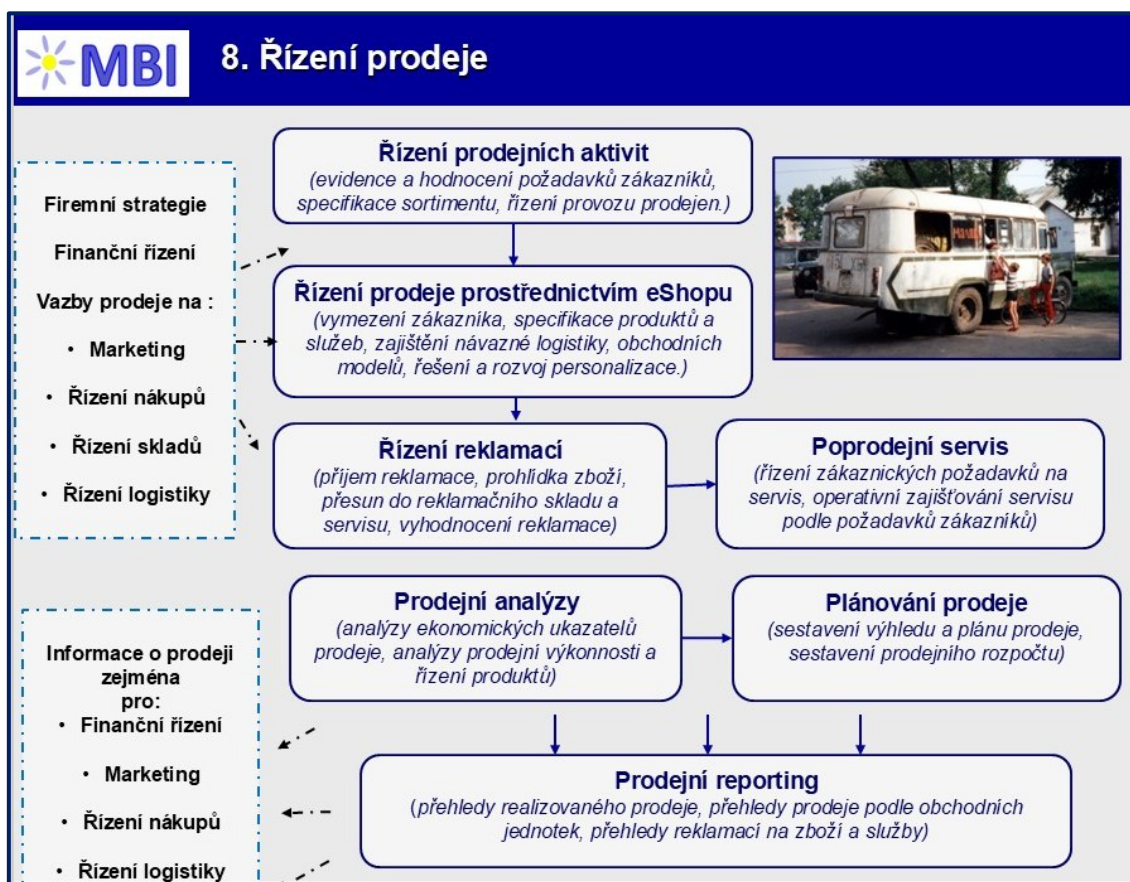 MBI
8. Řízení prodeje
Firemní strategie
Finanční řízení
Vazby prodeje na :
• Marketing
• Řízení nákupů
• Řízení skladů
• Řízení logistiky
Řízení prodejních aktivit
(evidence a hodnocení požadavků zákazníků,
specifikace sortimentu, řízení provozu prodejen.)
Řízení prodeje prostřednictvím eShopu
(vymezení zákazníka, specifikace produktů a
služeb, zajištění návazné logistiky, obchodních
modelů, řešení a rozvoj personalizace.)
Řízení reklamací
(příjem reklamace, prohlídka zboží,
přesun do reklamačního skladu a
servisu, vyhodnocení reklamace)
Poprodejní servis
(řízení zákaznických požadavků na
servis, operativní zajišťování servisu
podle požadavků zákazníků)
Prodejní analýzy
(analýzy ekonomických ukazatelů
prodeje, analýzy prodejní výkonnosti a
řízení produktů)
Plánování prodeje
(sestavení výhledu a plánu prodeje,
sestavení prodejního rozpočtu)
Informace o prodeji
zejména
pro:
• Finanční řízení
• Marketing
• Řízení nákupů
• Řízení logistiky
Prodejní reporting
(přehledy realizovaného prodeje, přehledy prodeje podle obchodních
jednotek, přehledy reklamací na zboží a služby)